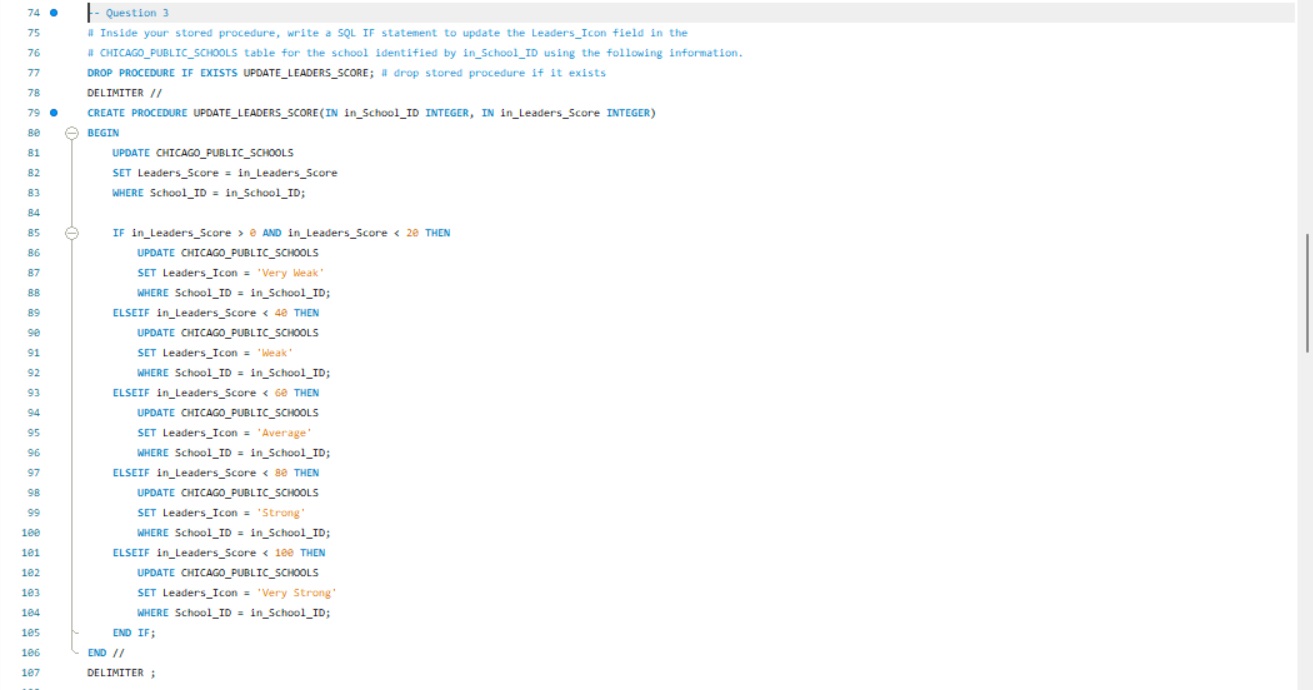 74 -- Question 3
75 # Inside your stored procedure, write a SQL IF statement to update the Leaders_Icon field in the
76 # CHICAGO_PUBLIC_SCHOOLS table for the school identified by in_School_ID using the following information.
77 DROP PROCEDURE IF EXISTS UPDATE_LEADERS_SCORE; # drop stored procedure if it exists
78 DELIMITER //
79 CREATE PROCEDURE UPDATE_LEADERS_SCORE(IN in_School_ID INTEGER, IN in_Leaders_Score INTEGER)
80 BEGIN
81 UPDATE CHICAGO_PUBLIC_SCHOOLS
82 SET Leaders_Score = in_Leaders_Score
83 WHERE School_ID = in_School_ID;
84
85 IF in_Leaders_Score > 0 AND in_Leaders_Score < 20 THEN
86 UPDATE CHICAGO_PUBLIC_SCHOOLS
87 SET Leaders_Icon = 'Very Weak'
88 WHERE School_ID = in_School_ID;
89 ELSEIF in_Leaders_Score < 40 THEN
90 UPDATE CHICAGO_PUBLIC_SCHOOLS
91 SET Leaders_Icon = 'Weak'
92 WHERE School_ID = in_School_ID;
93 ELSEIF in_Leaders_Score < 60 THEN
94 UPDATE CHICAGO_PUBLIC_SCHOOLS
95 SET Leaders_Icon = 'Average'
96 WHERE School_ID = in_School_ID;
97 ELSEIF in_Leaders_Score < 80 THEN
98 UPDATE CHICAGO_PUBLIC_SCHOOLS
99 SET Leaders_Icon = 'Strong'
100 WHERE School_ID = in_School_ID;
101 ELSEIF in_Leaders_Score < 100 THEN
102 UPDATE CHICAGO_PUBLIC_SCHOOLS
103 SET Leaders_Icon = 'Very Strong'
104 WHERE School_ID = in_School_ID;
105 END IF;
106 END //
107 DELIMITER ;